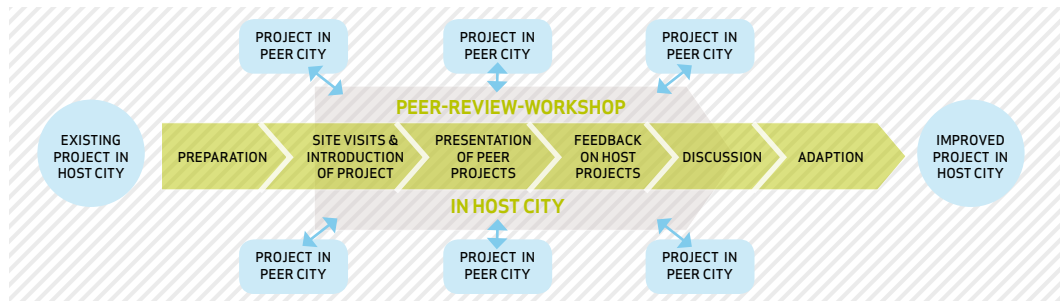 PROJECT IN
PEER CITY
PROJECT IN
PEER CITY
PROJECT IN
PEER CITY
PEER-REVIEW-WORKSHOP
EXISTING
PROJECT IN
HOST CITY
PREPARATION
SITE VISITS &
INTRODUCTION
OF PROJECT
PRESENTATION
OF PEER
PROJECTS
FEEDBACK
ON HOST
PROJECTS
DISCUSSION
ADAPTION
IMPROVED
PROJECT IN
HOST CITY
IN HOST CITY
PROJECT IN
PEER CITY
PROJECT IN
PEER CITY
PROJECT IN
PEER CITY